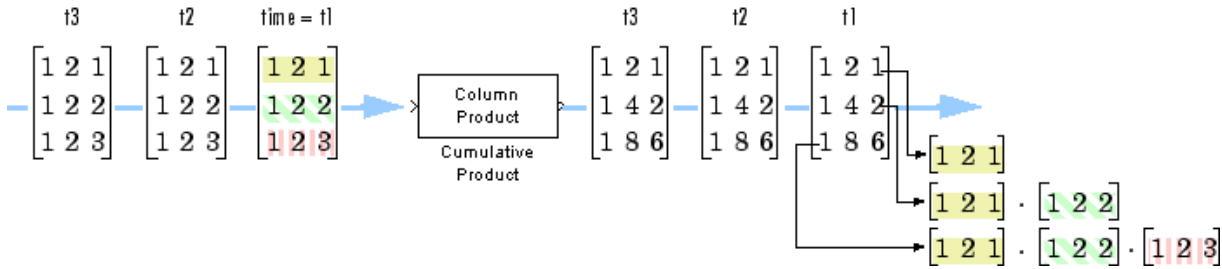 t3 t2 time = t1 t3 t2 t1
1 2 1 1 2 1 1 2 1 1 2 1 1 2 1 1 2 1
1 2 2 1 2 2 1 2 2 Column 1 4 2 1 4 2 1 4 2
Product
1 2 3 1 2 3 1 2 3 1 8 6 1 8 6 1 8 6
Cumulative
Product
[1 2 1]
[1 2 1] · [1 2 2]
[1 2 1] · [1 2 2] · [1 2 3]